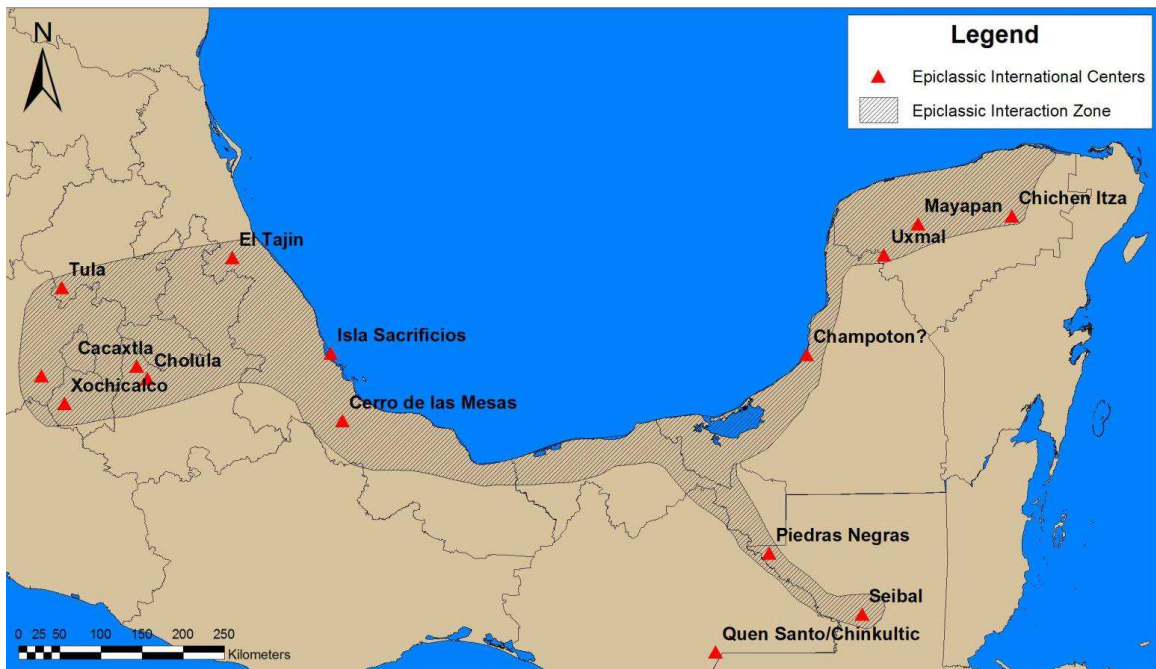 N
Legend
Epiclassic International Centers
Epiclassic Interaction Zone
Mayapan
Chichen Itza
Uxmal
El Tajin
Tula
Isla Sacrificios
Champoton?
Cacaxtla
Cholula
Xochicalco
Cerro de las Mesas
Piedras Negras
Seibal
Quen Santo/Chinkultic
0 25 50 100 150 200 250
Kilometers